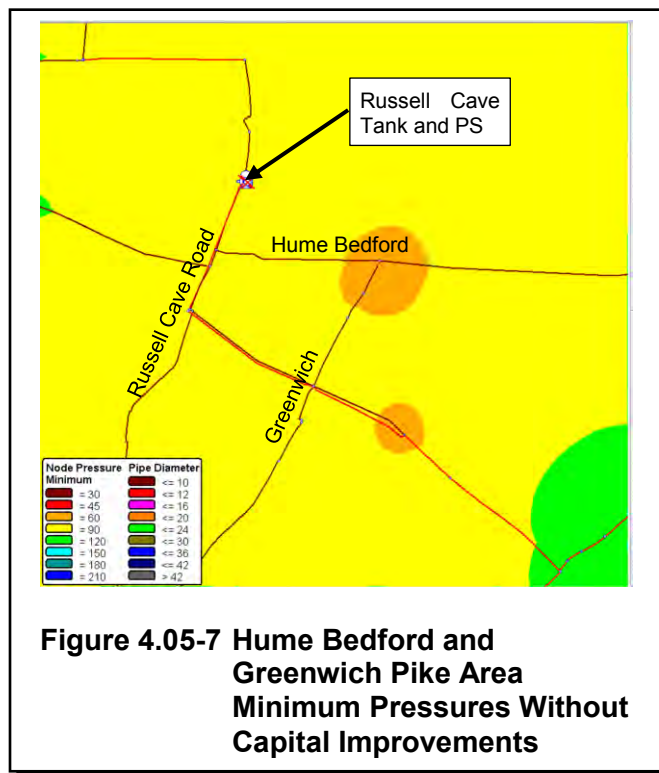 Russell Cave
Tank and PS
Hume Bedford
Russell Cave Road
Greenwich
Node Pressure Pipe Diameter
Minimum
= 30 <= 10
= 45 <= 12
= 60 <= 16
= 90 <= 20
= 120 <= 24
= 150 <= 30
= 180 <= 36
= 210 <= 42
> 42
Figure 4.05-7 Hume Bedford and
Greenwich Pike Area
Minimum Pressures Without
Capital Improvements